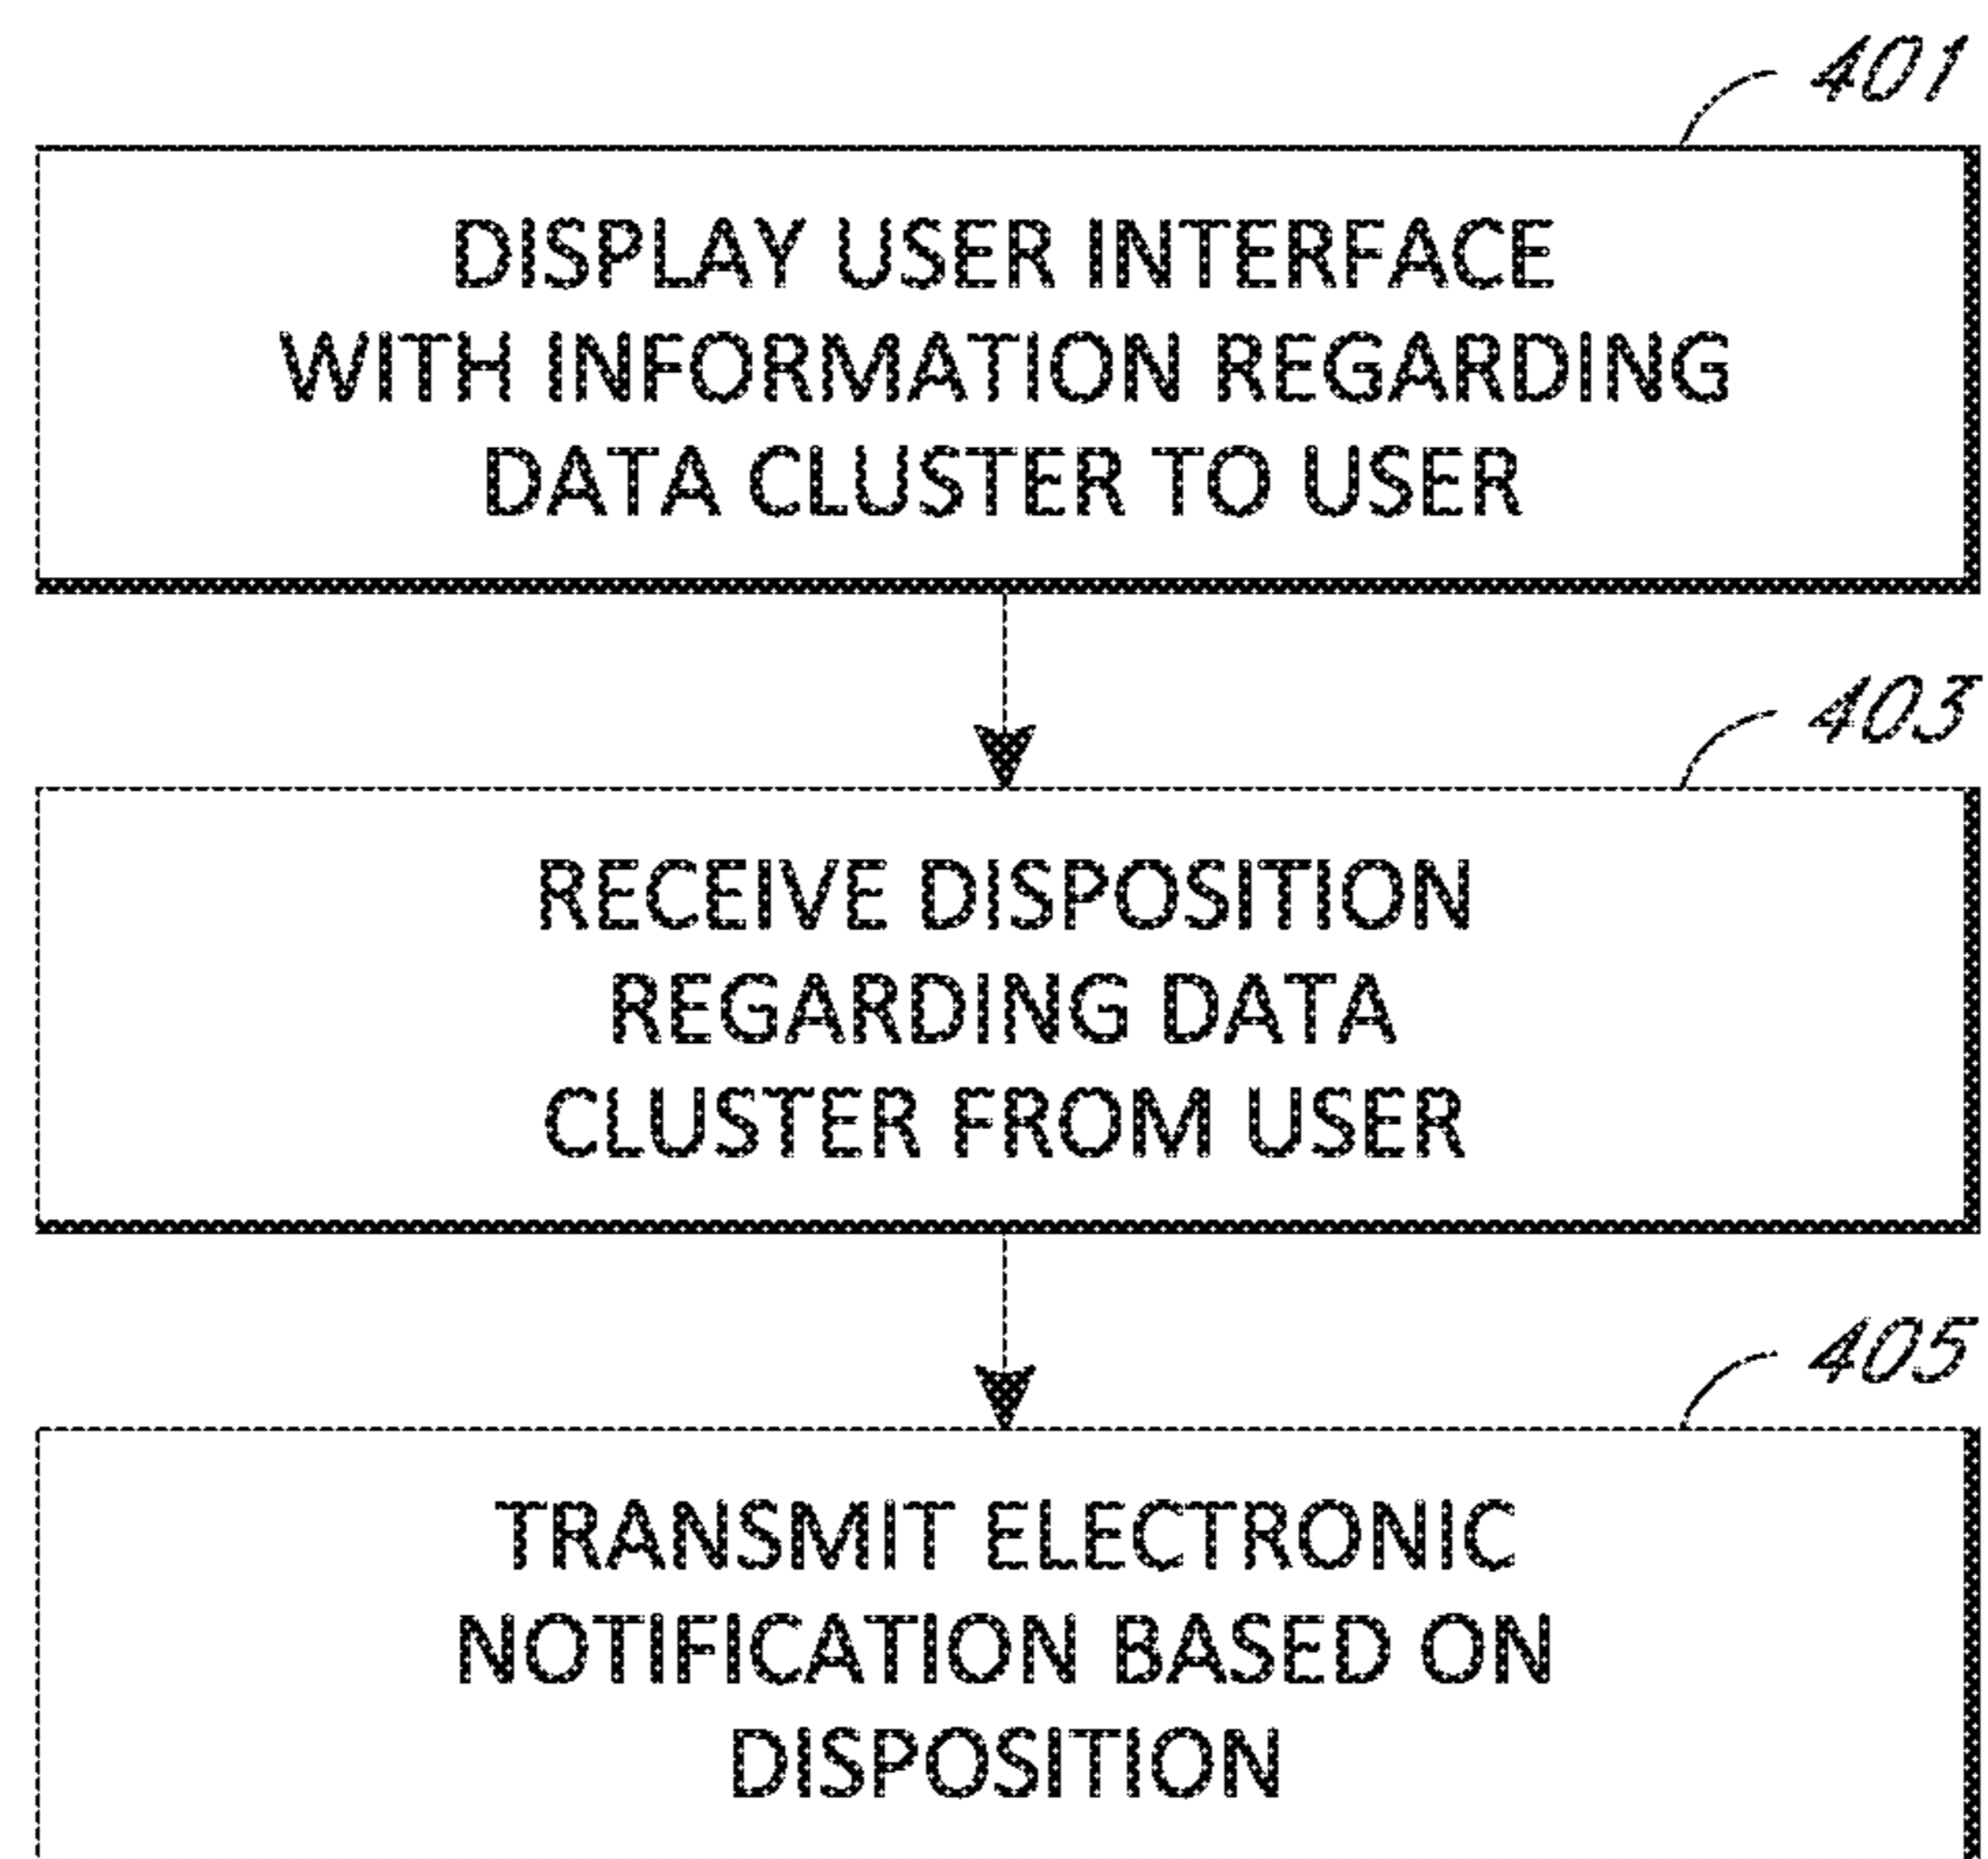 401
DISPLAY USER INTERFACE
WITH INFORMATION REGARDING
DATA CLUSTER TO USER
403
RECEIVE DISPOSITION
REGARDING DATA
CLUSTER FROM USER
405
TRANSMIT ELECTRONIC
NOTIFICATION BASED ON
DISPOSITION